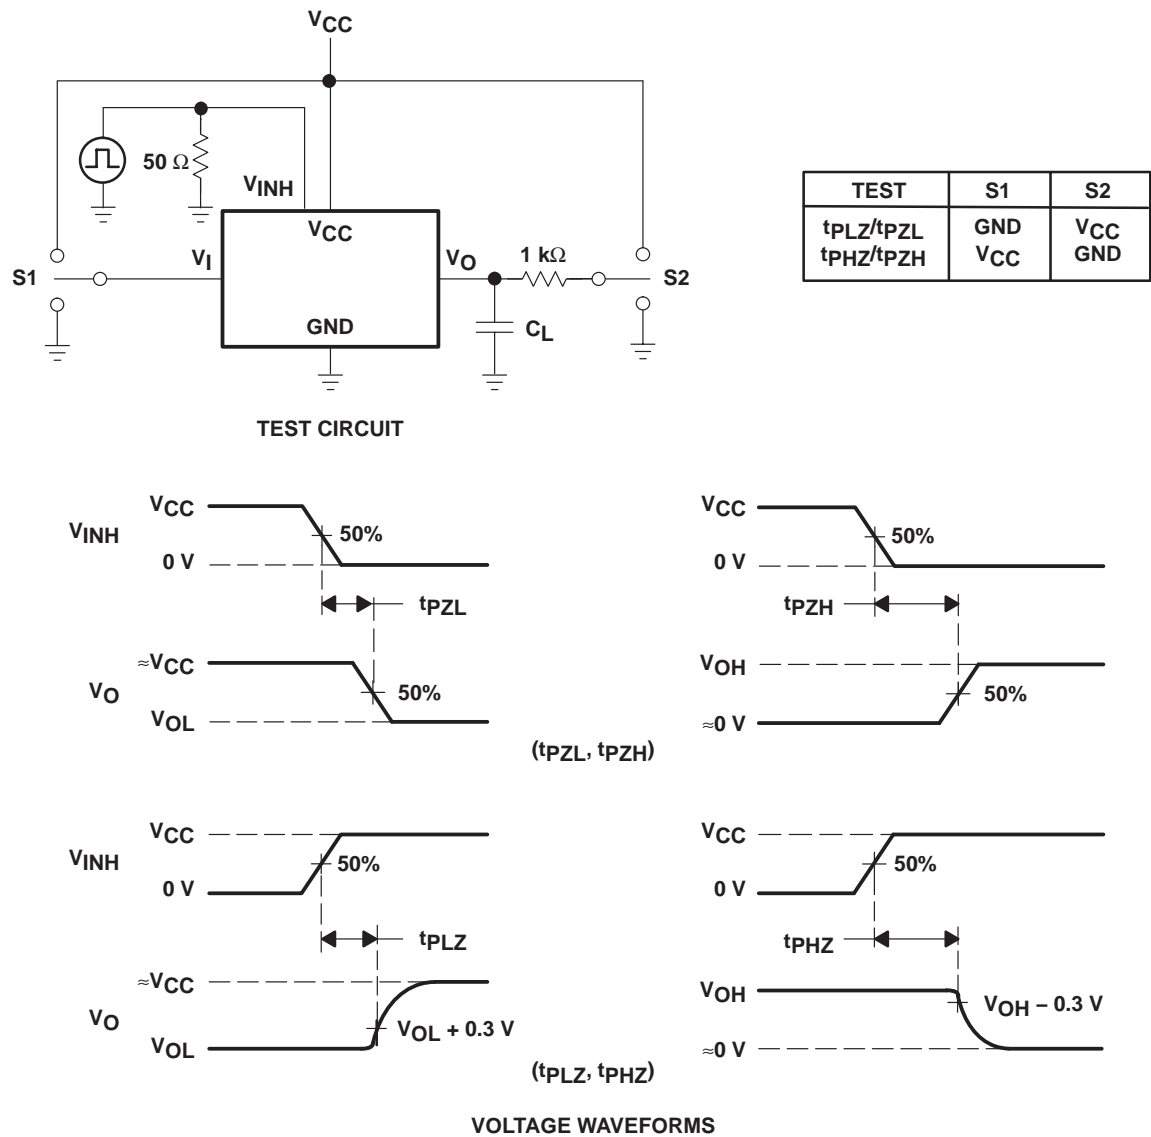 VCC
50 Ω
VINH
VCC
VI
VO
1 kΩ
S1
S2
GND
CL
TEST CIRCUIT
TEST S1 S2
tPLZ/tPZL GND VCC
tPHZ/tPZH VCC GND
VCC
VINH
50%
0 V
tPZL
≈VCC
VO
50%
VOL
VCC
50%
0 V
tPZH
VOH
50%
≈0 V
(tPZL, tPZH)
VCC
VINH
50%
0 V
tPLZ
≈VCC
VO
VOL + 0.3 V
VOL
VCC
50%
0 V
tPHZ
VOH
VOH – 0.3 V
≈0 V
(tPLZ, tPHZ)
VOLTAGE WAVEFORMS